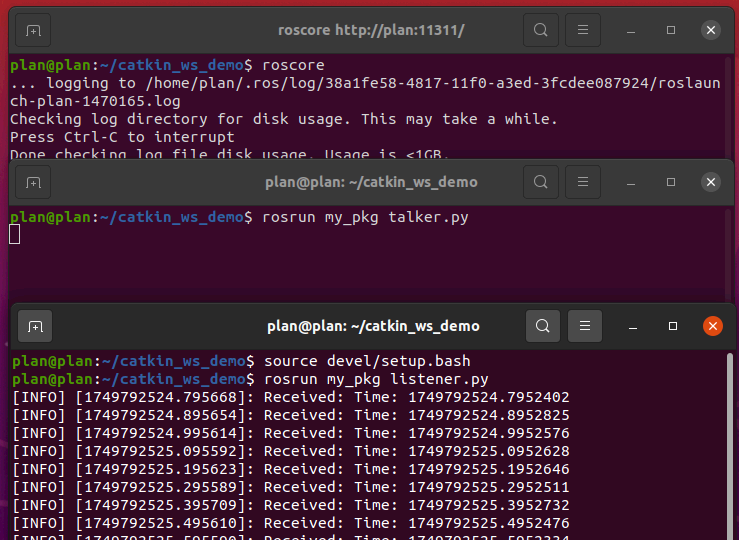 roscore http://plan:11311/
plan@plan:~/catkin_ws_demo$ roscore
... logging to /home/plan/.ros/log/38a1fe58-4817-11f0-a3ed-3fcdee087924/roslaun
ch-plan-1470165.log
Checking log directory for disk usage. This may take a while.
Press Ctrl-C to interrupt
Done checking log file disk usage. Usage is <1GB.
plan@plan: ~/catkin_ws_demo
plan@plan:~/catkin_ws_demo$ rosrun my_pkg talker.py
plan@plan: ~/catkin_ws_demo
plan@plan:~/catkin_ws_demo$ source devel/setup.bash
plan@plan:~/catkin_ws_demo$ rosrun my_pkg listener.py
[INFO] [1749792524.795668]: Received: Time: 1749792524.7952402
[INFO] [1749792524.895654]: Received: Time: 1749792524.8952825
[INFO] [1749792524.995614]: Received: Time: 1749792524.9952576
[INFO] [1749792525.095592]: Received: Time: 1749792525.0952628
[INFO] [1749792525.195623]: Received: Time: 1749792525.1952646
[INFO] [1749792525.295589]: Received: Time: 1749792525.2952511
[INFO] [1749792525.395709]: Received: Time: 1749792525.3952732
[INFO] [1749792525.495610]: Received: Time: 1749792525.4952476
[INFO] Received: Time: